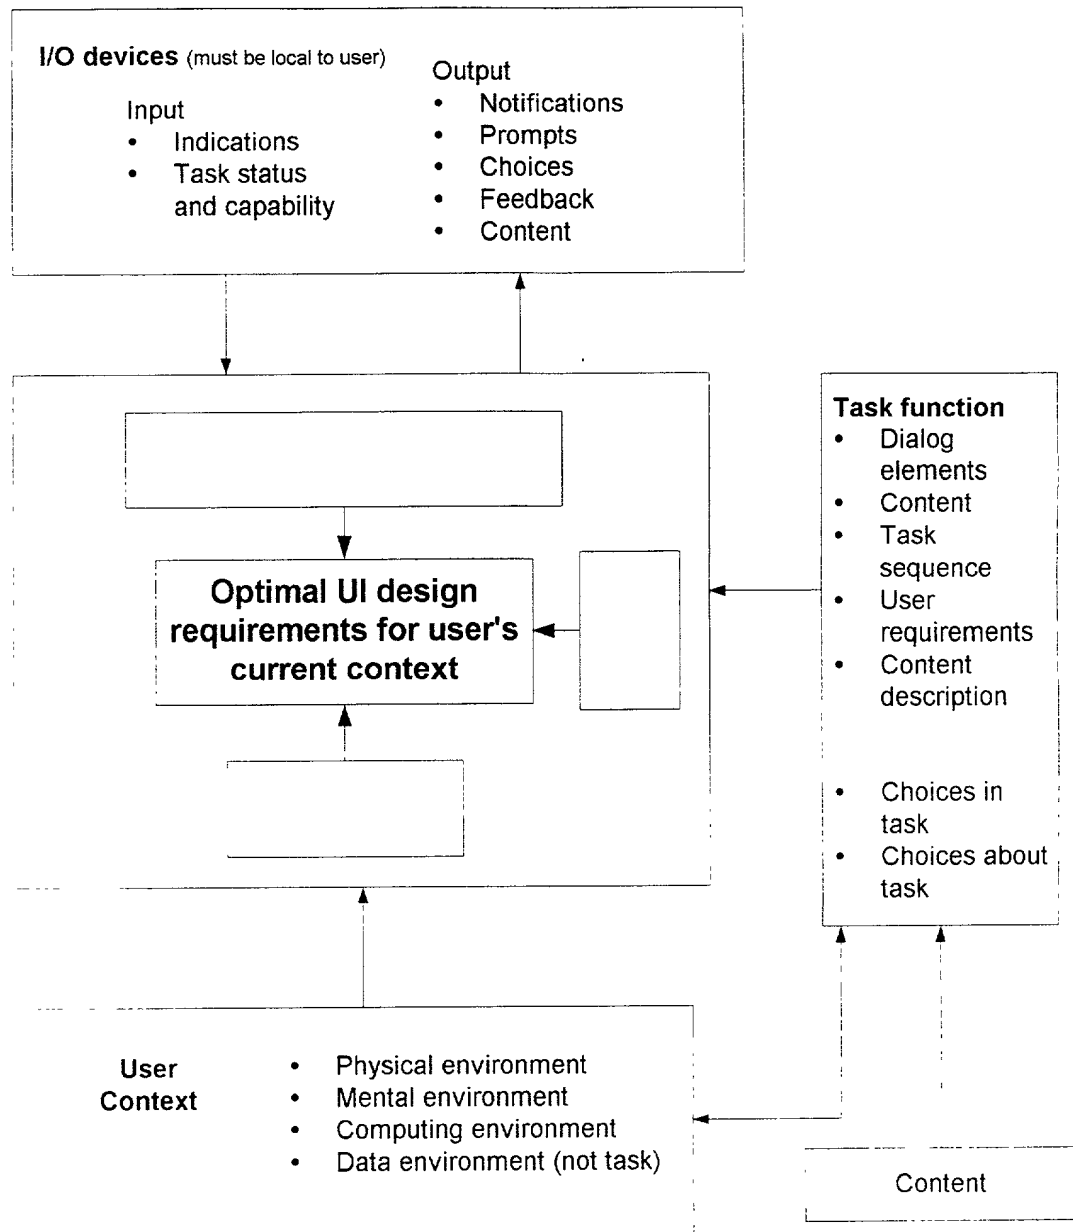 I/O devices (must be local to user)
Input
• Indications
• Task status
and capability
Output
• Notifications
• Prompts
• Choices
• Feedback
• Content
Optimal UI design
requirements for user's
current context
Task function
• Dialog
elements
• Content
• Task
sequence
• User
requirements
• Content
description
• Choices in
task
• Choices about
task
User
Context
• Physical environment
• Mental environment
• Computing environment
• Data environment (not task)
Content